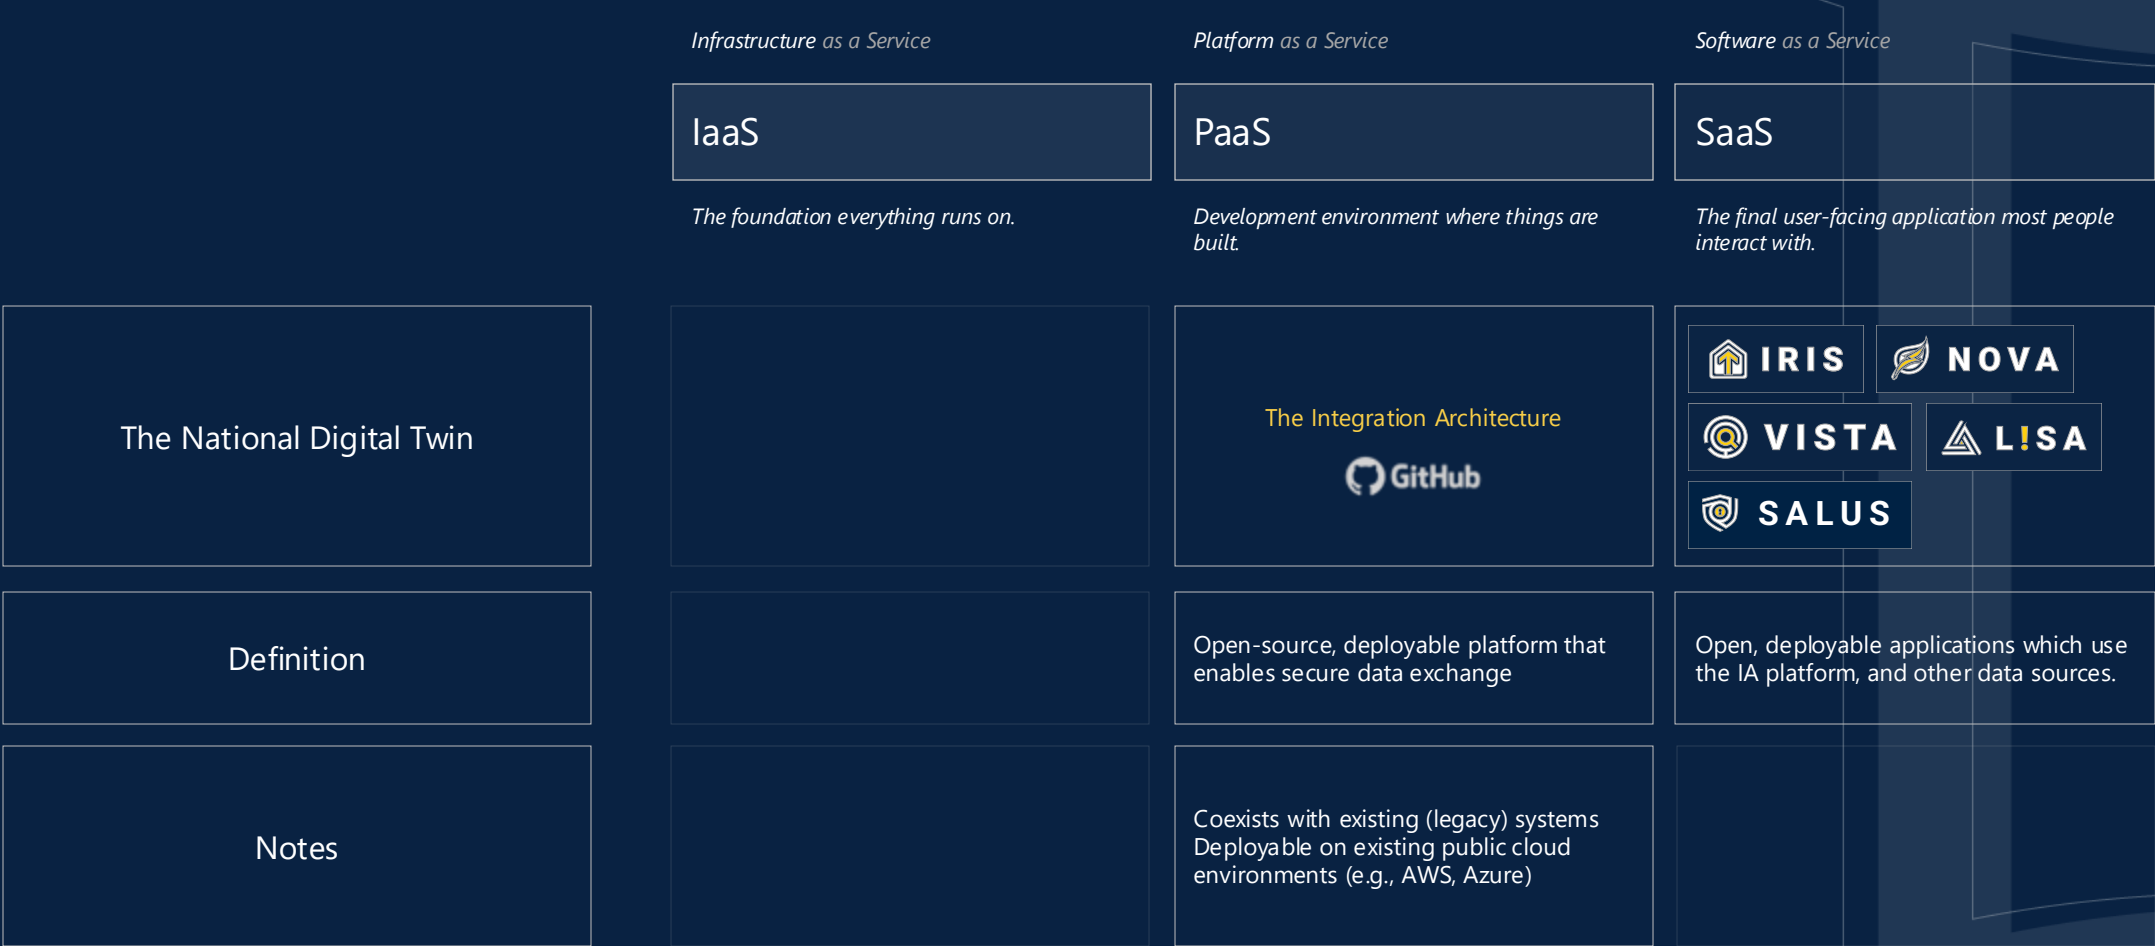 Infrastructure as a Service
Platform as a Service
Software as a Service
IaaS
PaaS
SaaS
The foundation everything runs on.
Development environment where things are
built.
The final user-facing application most people
interact with.
The National Digital Twin
The Integration Architecture
GitHub
IRIS
NOVA
VISTA
L!SA
SALUS
Definition
Open-source, deployable platform that
enables secure data exchange
Open, deployable applications which use
the IA platform, and other data sources.
Notes
Coexists with existing (legacy) systems
Deployable on existing public cloud
environments (e.g., AWS, Azure)